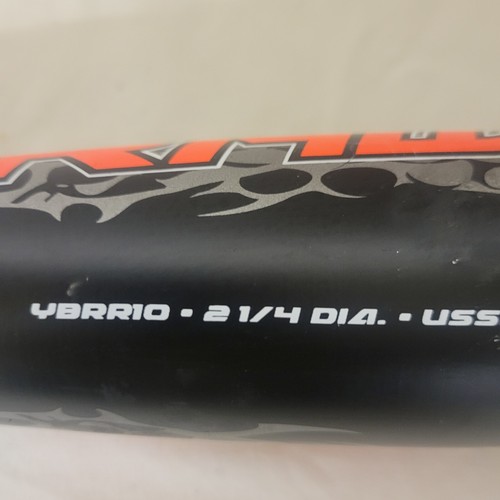 YBRR10 • 2 1/4 DIA. • USS